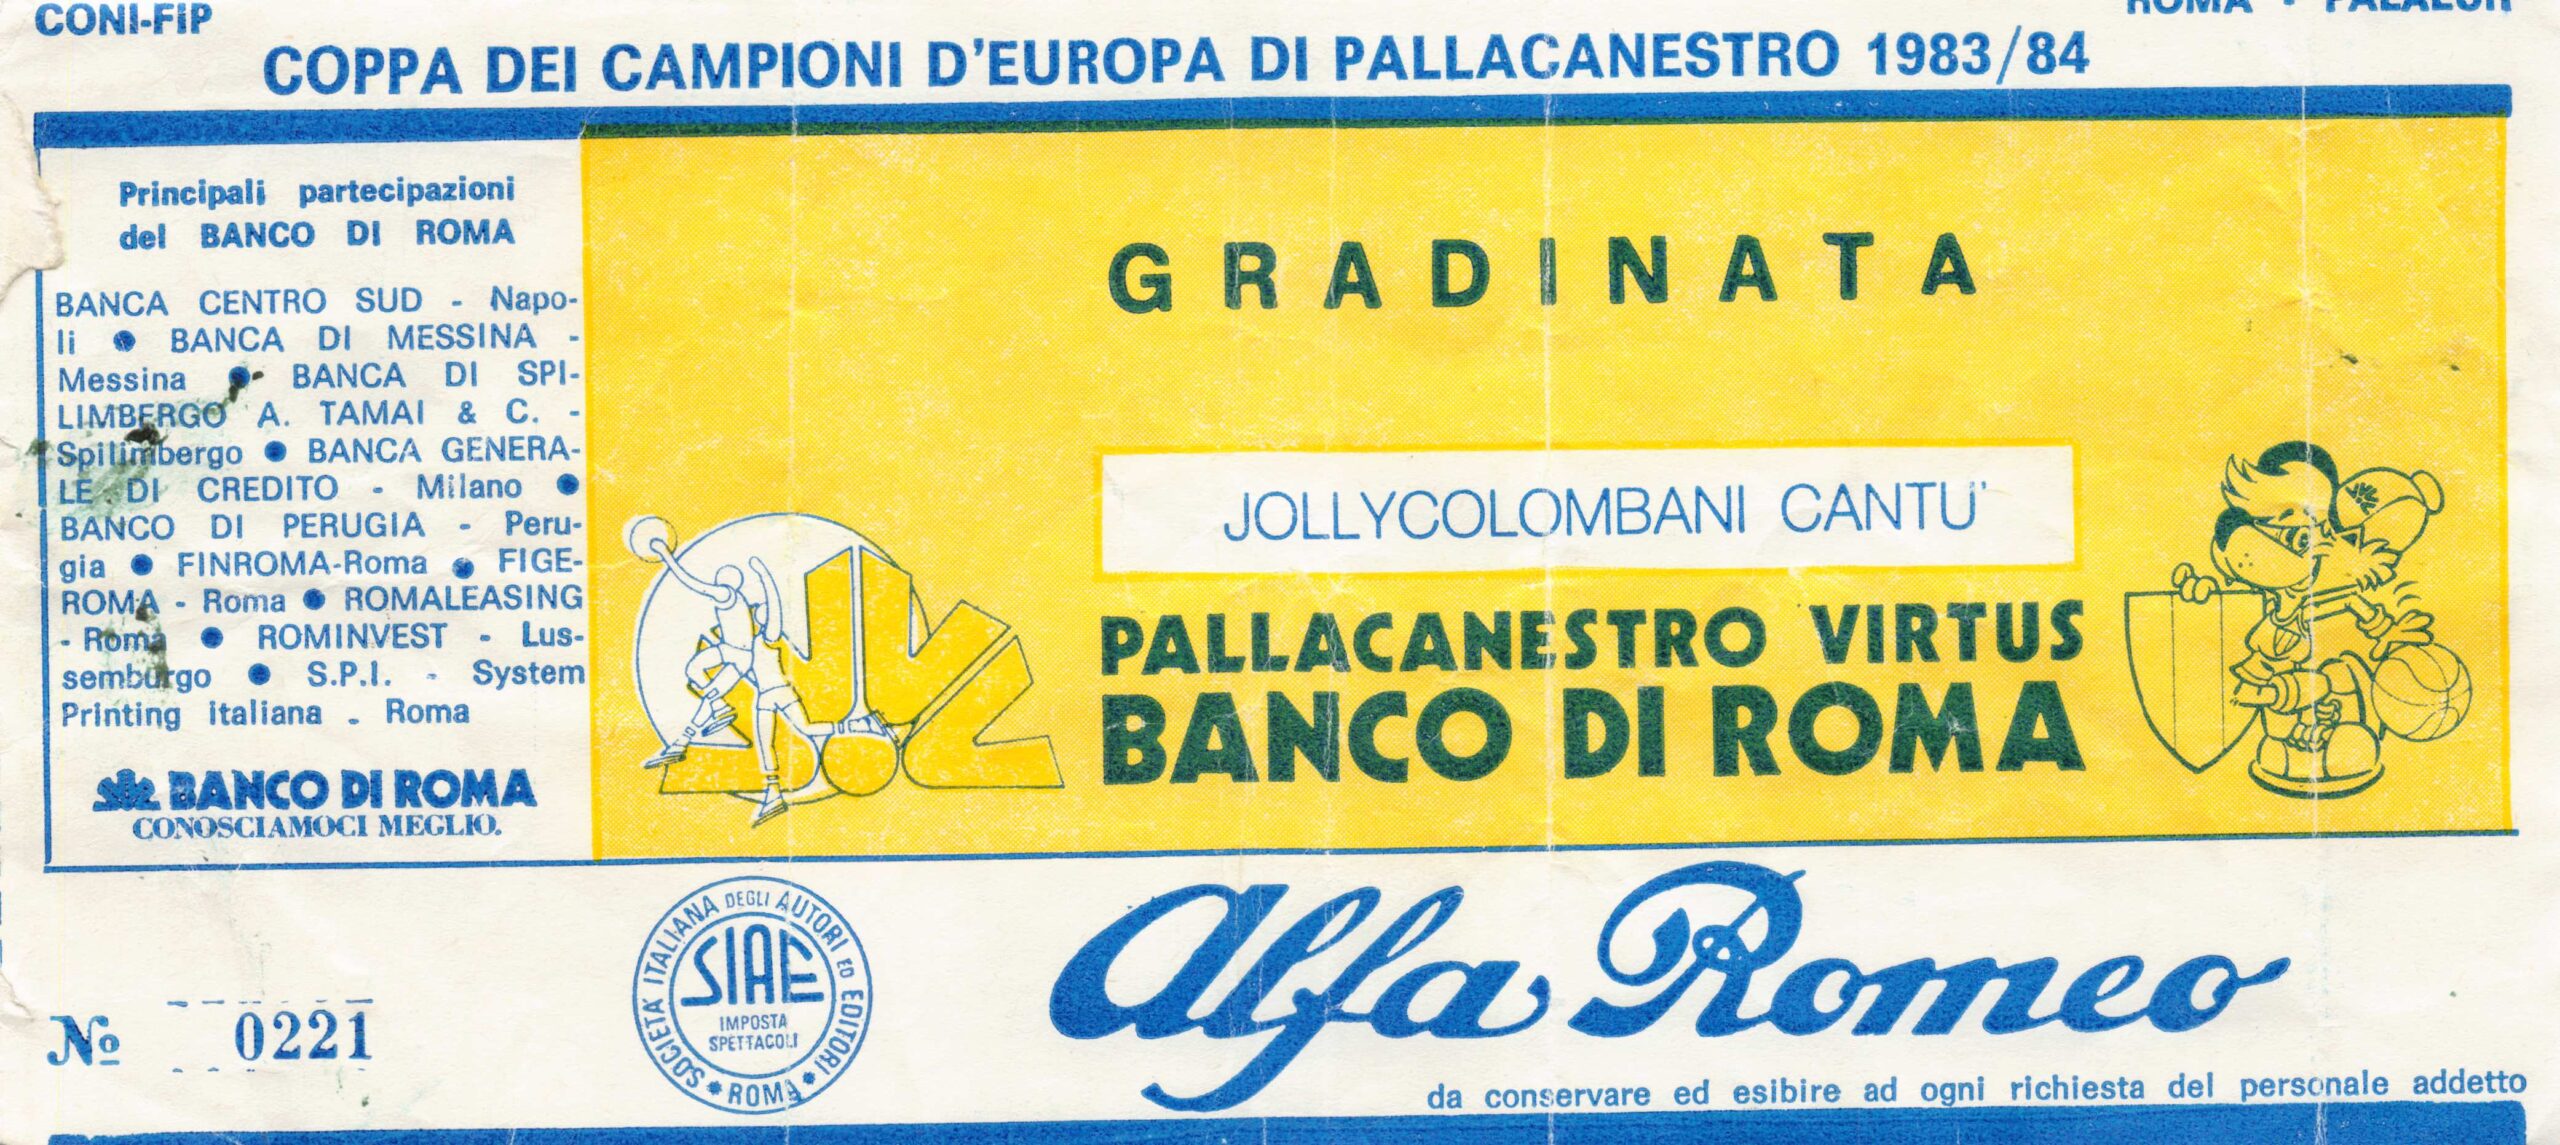 CONI-FIP
ROMA - PALAEUR
COPPA DEI CAMPIONI D'EUROPA DI PALLACANESTRO 1983/84
Principali partecipazioni
del BANCO DI ROMA
BANCA CENTRO SUD - Napo-
li ● BANCA DI MESSINA -
Messina ● BANCA DI SPI-
LIMBERGO A. TAMAI & C. -
Spilimbergo ● BANCA GENERA-
LE DI CREDITO - Milano ●
BANCO DI PERUGIA - Peru-
gia ● FINROMA-Roma ● FIGE-
ROMA - Roma ● ROMALEASING
- Roma ● ROMINVEST - Lus-
semburgo ● S.P.I. - System
Printing italiana - Roma
BANCO DI ROMA
CONOSCIAMOCI MEGLIO.
GRADINATA
JOLLYCOLOMBANI CANTU'
PALLACANESTRO VIRTUS
BANCO DI ROMA
No 0221
SOCIETA' ITALIANA DEGLI AUTORI ED EDITORI
SIAE
IMPOSTA
SPETTACOLI
ROMA
Alfa Romeo
da conservare ed esibire ad ogni richiesta del personale addetto